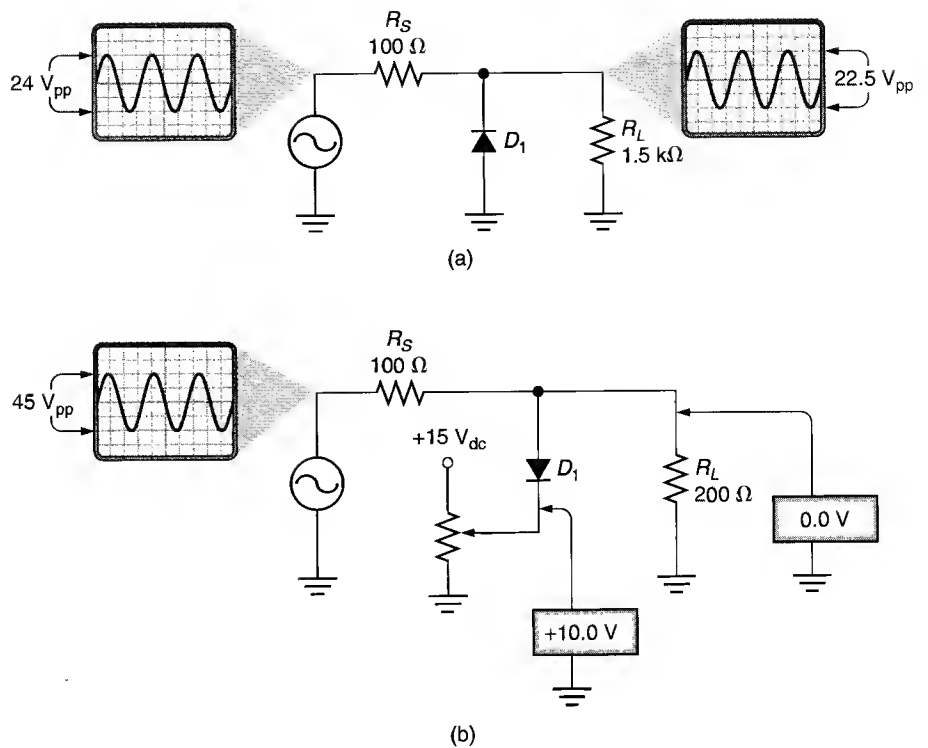 R_S
100 Ω
24 V_pp
22.5 V_pp
D_1
R_L
1.5 kΩ
(a)
R_S
100 Ω
45 V_pp
+15 V_dc
D_1
R_L
200 Ω
0.0 V
+10.0 V
(b)